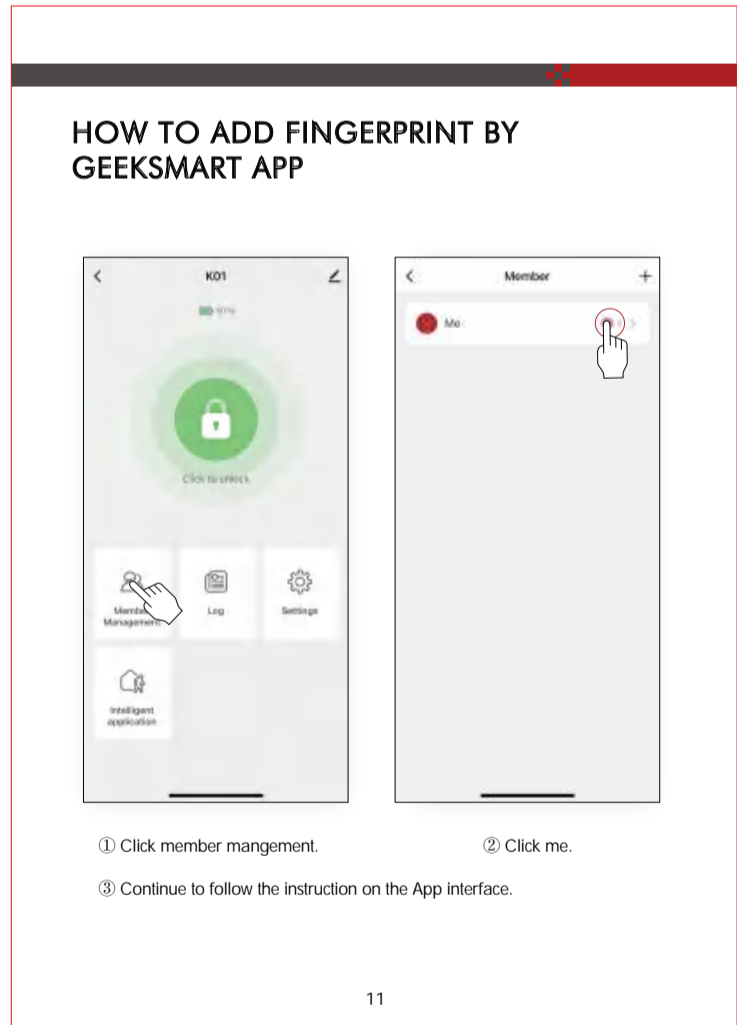 HOW TO ADD FINGERPRINT BY
GEEKSMART APP
K01
Click to unlock
Management
Log
Settings
Intelligent
application
Member
Me
① Click member mangement.
② Click me.
③ Continue to follow the instruction on the App interface.
11